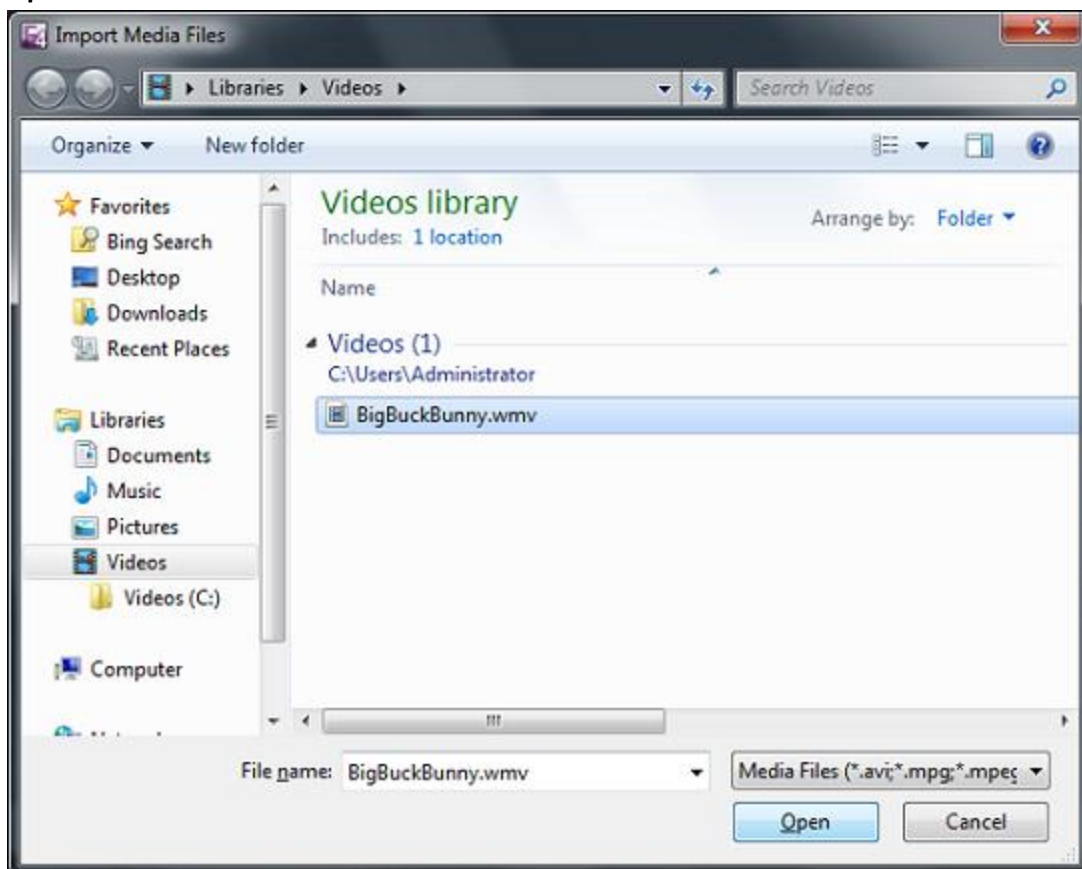 Import Media Files
Libraries Videos
Search Videos
Organize
New folder
Favorites
Bing Search
Desktop
Downloads
Recent Places
Libraries
Documents
Music
Pictures
Videos
Videos (C:)
Computer
Videos library
Includes: 1 location
Arrange by: Folder
Name
Videos (1)
C:\Users\Administrator
BigBuckBunny.wmv
File name: BigBuckBunny.wmv
Media Files (*.avi;*.mpg;*.mpeg
Open
Cancel